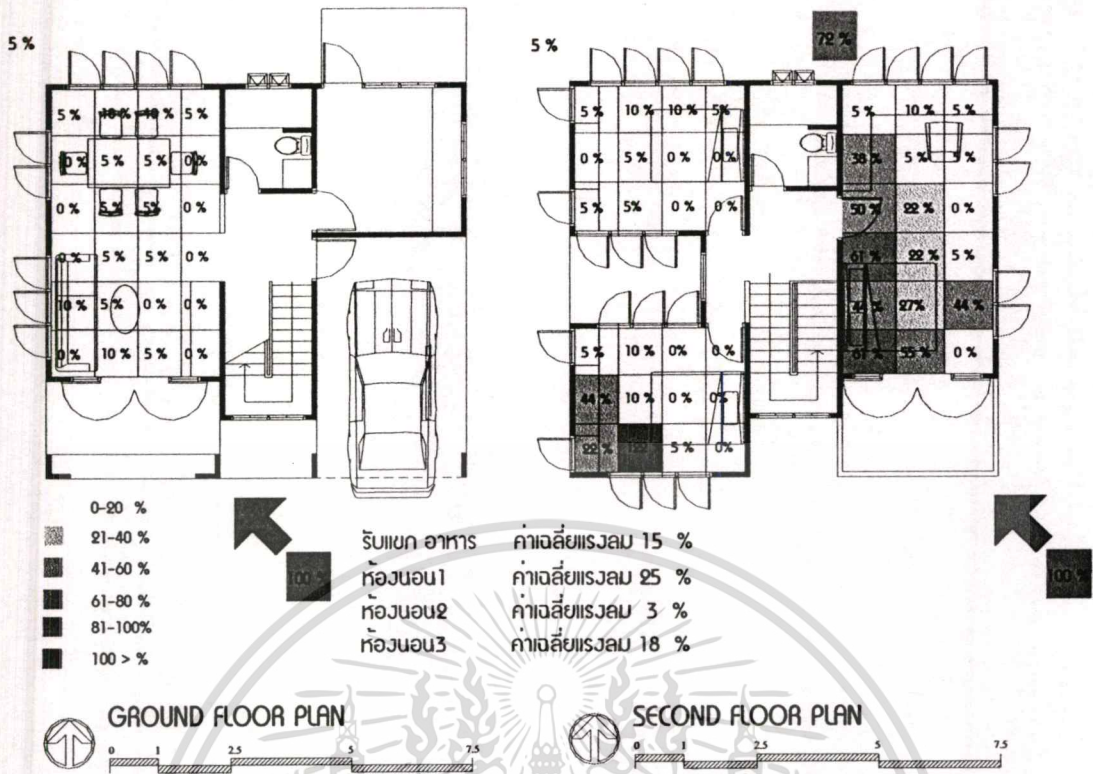 5 %
5 % 10 % 10 % 5 %
0 % 5 % 5 % 0 %
0 % 5 % 5% 0 %
0 % 5 % 5 % 0 %
10 % 5 % 0 % 0 %
0 % 10 % 5 % 0 %
5 %
72 %
5 % 10 % 10 % 5%
0 % 5 % 0 % 0 %
5 % 5% 0 % 0 %
5 % 10 % 0% 0 %
44 % 10 % 0 % 0%
22 % 5 % 0%
5 % 10 % 5 %
38 % 5 % 5 %
50 % 22 % 0 %
61 % 22 % 5 %
44 % 27% 44 %
61 % 55 % 0 %
0-20 %
21-40 %
41-60 %
61-80 %
81-100%
100 > %
100 %
รับแขก อาหาร ค่าเฉลี่ยแรงลม 15 %
ห้องนอน1 ค่าเฉลี่ยแรงลม 25 %
ห้องนอน2 ค่าเฉลี่ยแรงลม 3 %
ห้องนอน3 ค่าเฉลี่ยแรงลม 18 %
100 %
GROUND FLOOR PLAN
0 1 2.5 5 7.5
SECOND FLOOR PLAN
0 1 2.5 5 7.5